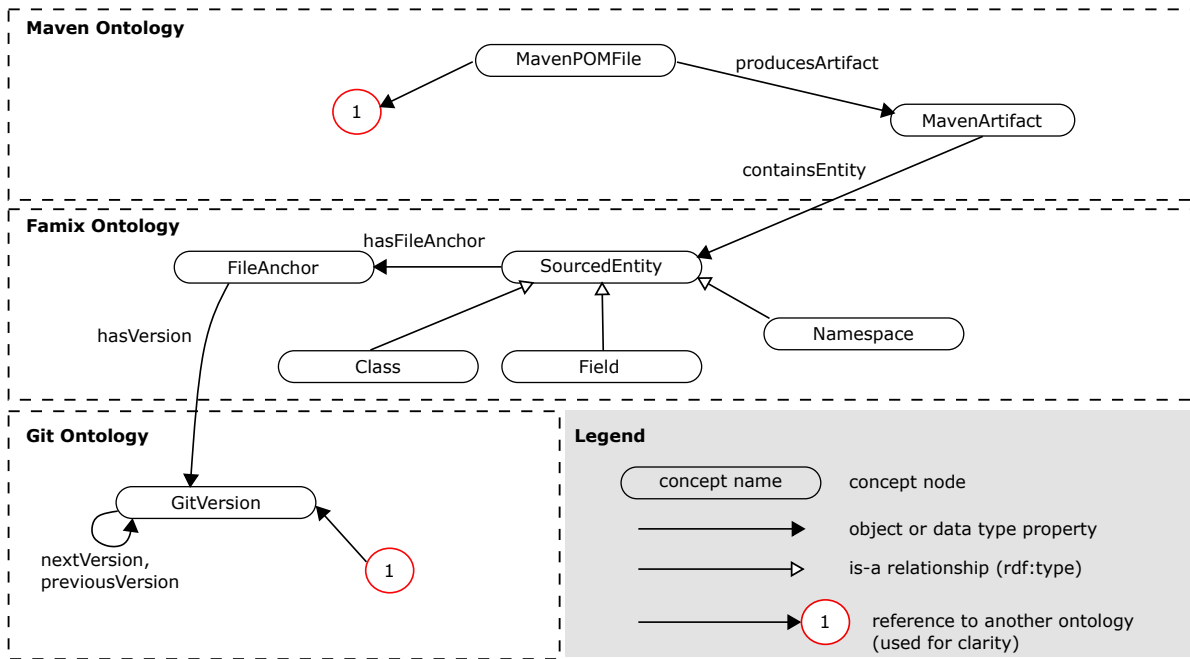 Maven Ontology
MavenPOMFile
producesArtifact
1
MavenArtifact
containsEntity
Famix Ontology
hasFileAnchor
FileAnchor
SourcedEntity
hasVersion
Namespace
Class
Field
Git Ontology
GitVersion
nextVersion,
previousVersion
1
Legend
concept name
concept node
object or data type property
is-a relationship (rdf:type)
1
reference to another ontology
(used for clarity)